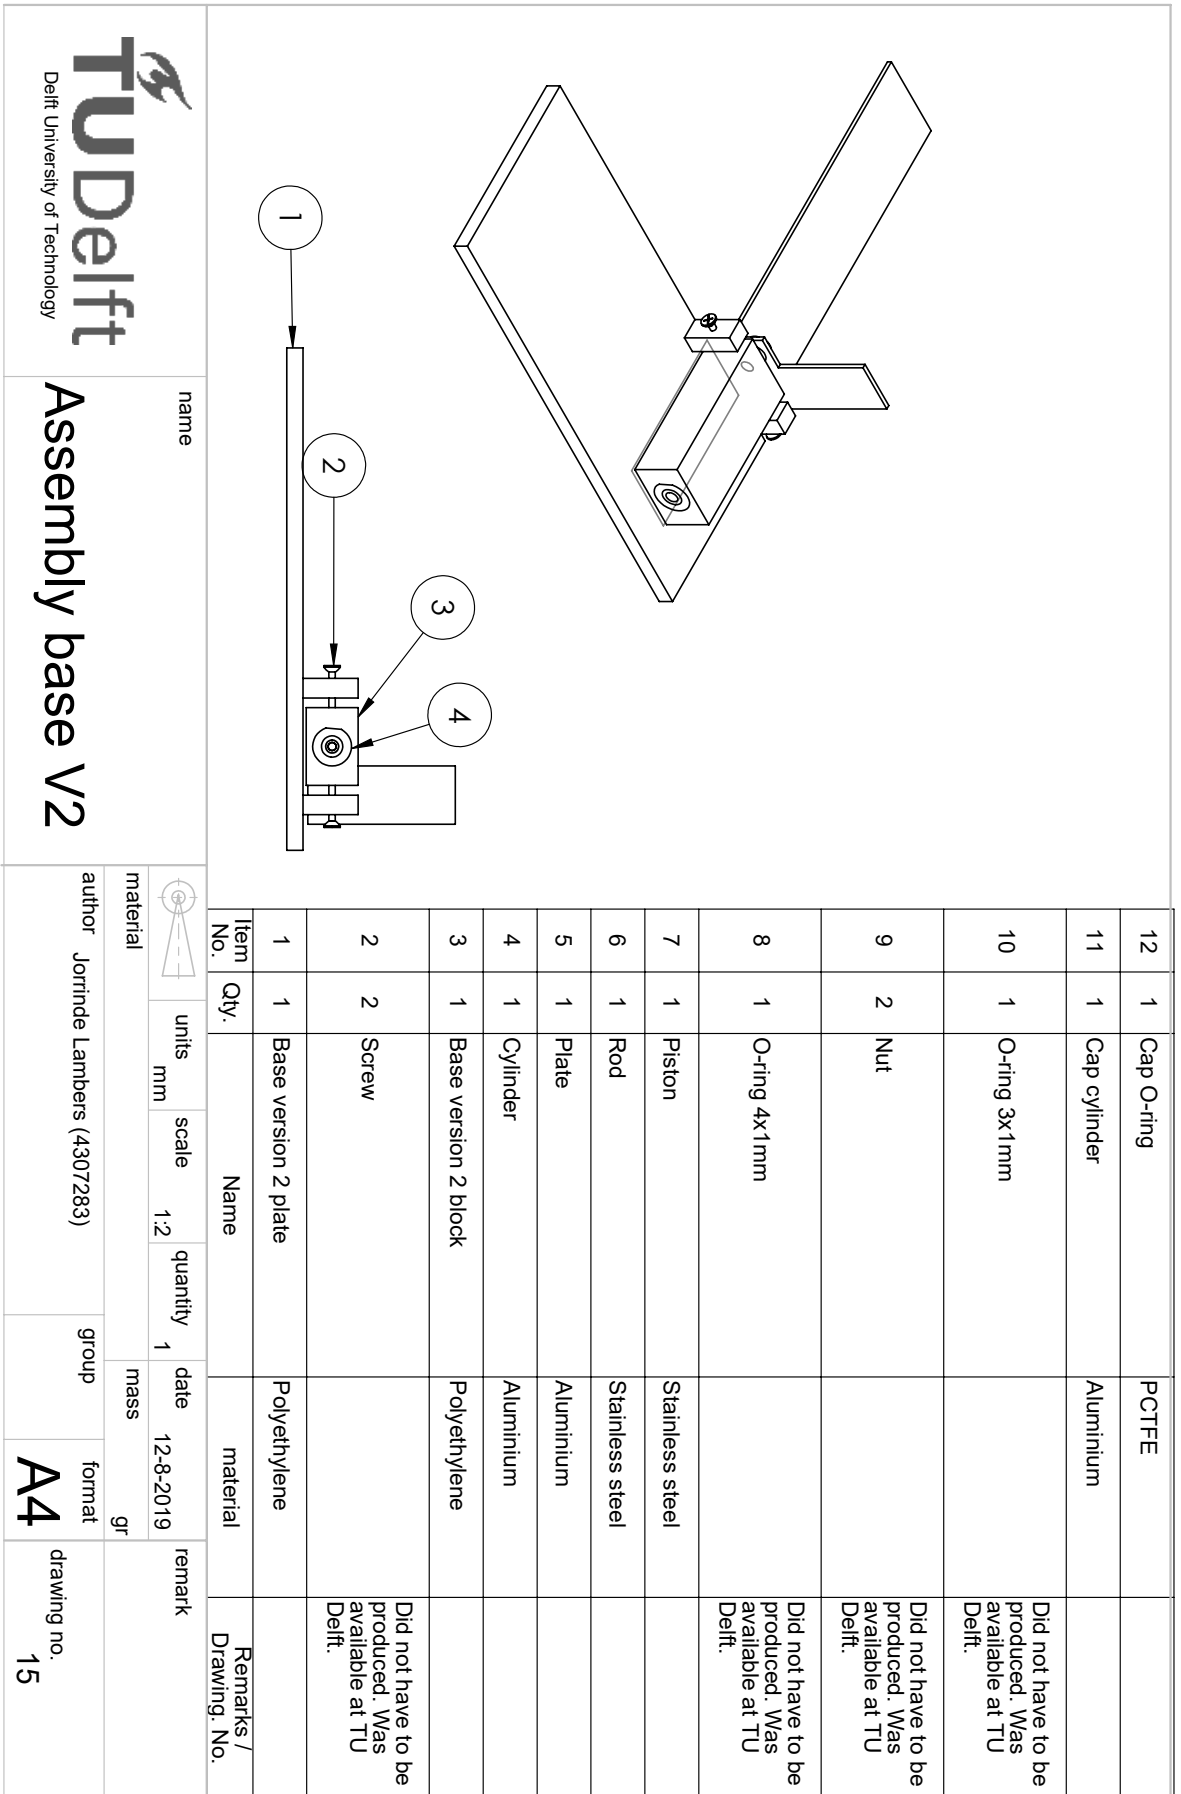 1
2
3
4
12 1 Cap O-ring PCTFE
11 1 Cap cylinder Aluminium
10 1 O-ring 3x1mm Did not have to be
produced. Was
available at TU
Delft.
9 2 Nut Did not have to be
produced. Was
available at TU
Delft.
8 1 O-ring 4x1mm Did not have to be
produced. Was
available at TU
Delft.
7 1 Piston Stainless steel
6 1 Rod Stainless steel
5 1 Plate Aluminium
4 1 Cylinder Aluminium
3 1 Base version 2 block Polyethylene
2 2 Screw Did not have to be
produced. Was
available at TU
Delft.
1 1 Base version 2 plate Polyethylene
Item
No. Qty. Name material Remarks /
Drawing. No.
TU Delft
Delft University of Technology
name
Assembly base V2
units
mm
scale
1:2
quantity
1
date
12-8-2019
remark
material
mass
gr
author Jorrinde Lambers (4307283)
group
format
A4
drawing no.
15